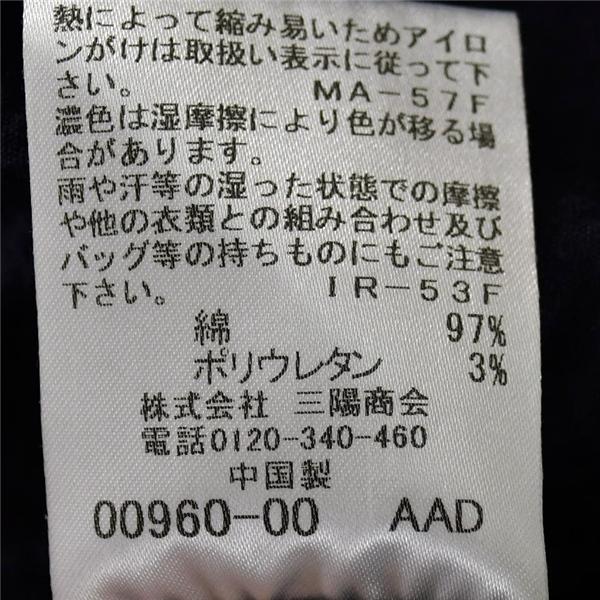 熱によって縮み易いためアイロ
ンがけは取扱い表示に従って下
さい。 MA-57F
濃色は湿摩擦により色が移る場
合があります。
雨や汗等の湿った状態での摩擦
や他の衣類との組み合わせ及び
バッグ等の持ちものにもご注意
下さい。 IR-53F
綿 97%
ポリウレタン 3%
株式会社 三陽商会
電話0120-340-460
中国製
00960-00 AAD